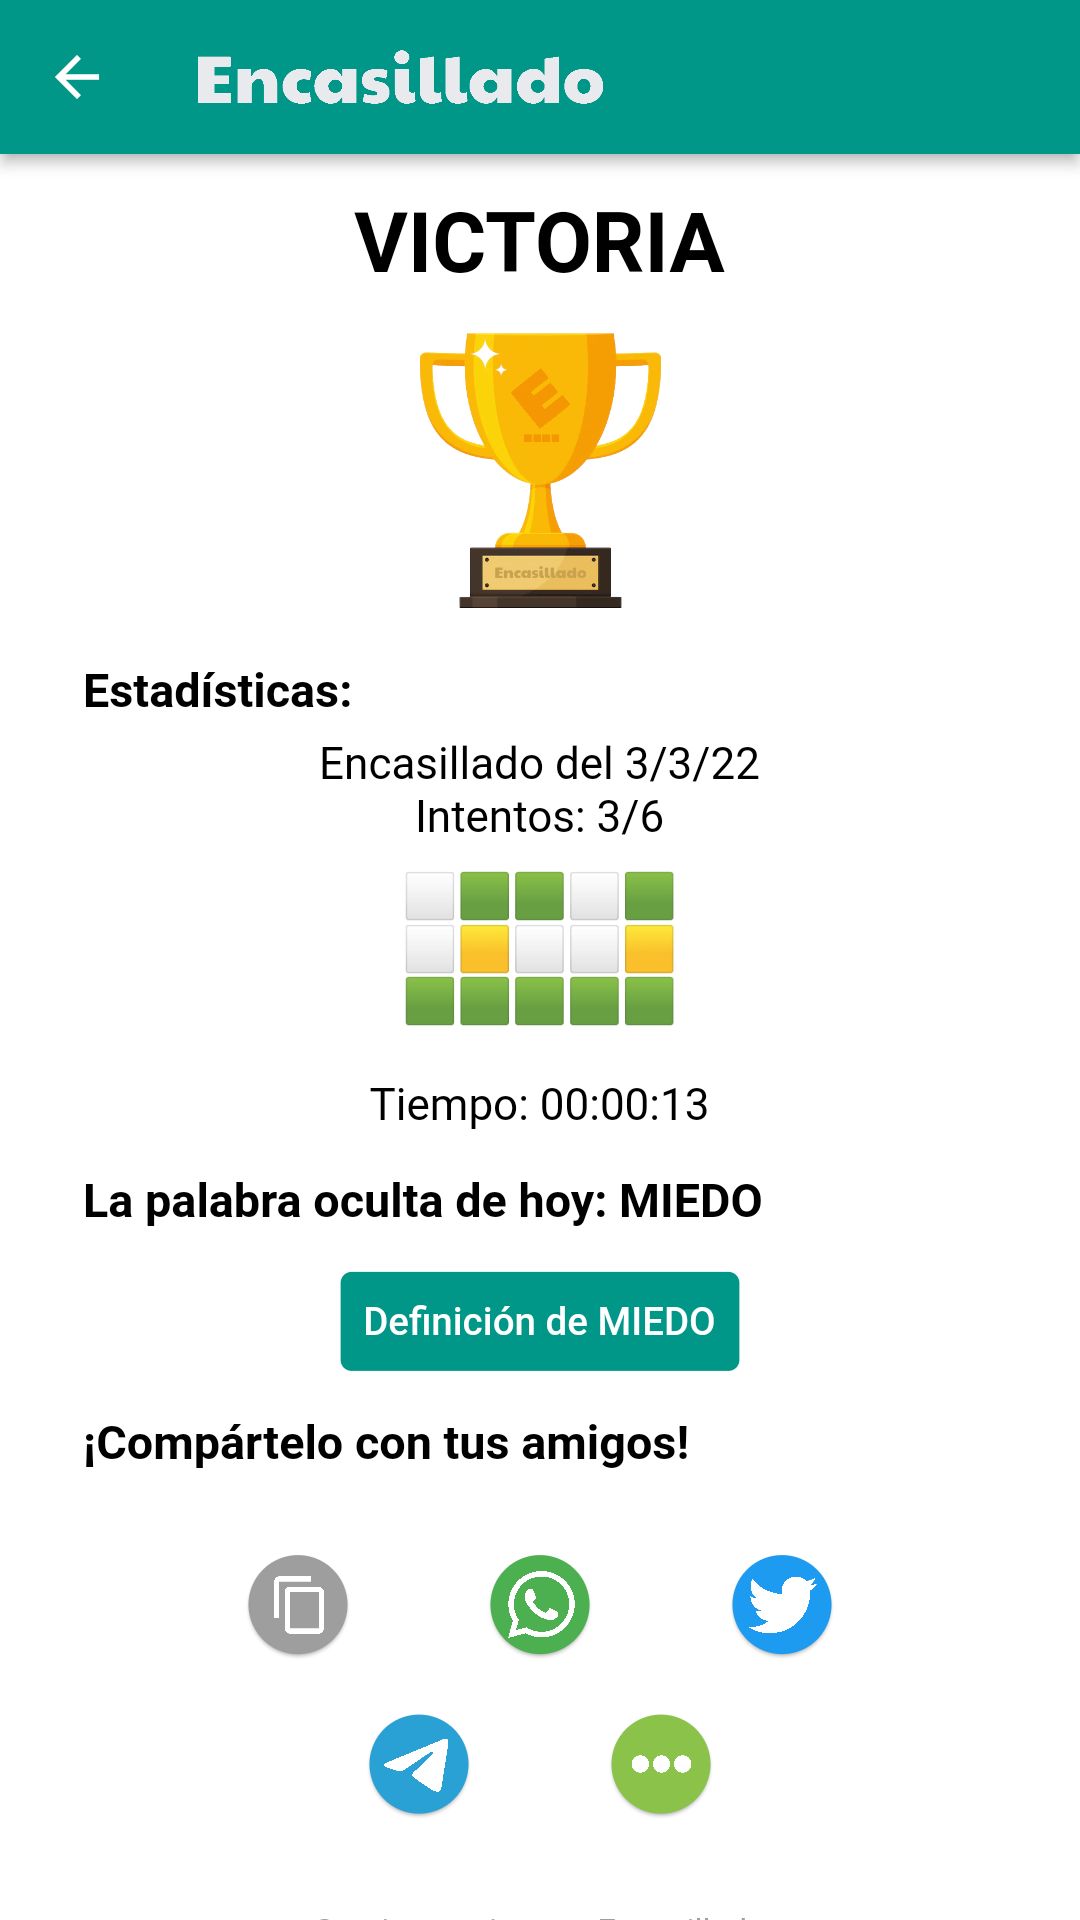 Encasillado
VICTORIA
Encasillado
Estadísticas:
Encasillado del 3/3/22
Intentos: 3/6
Tiempo: 00:00:13
La palabra oculta de hoy: MIEDO
Definición de MIEDO
¡Compártelo con tus amigos!